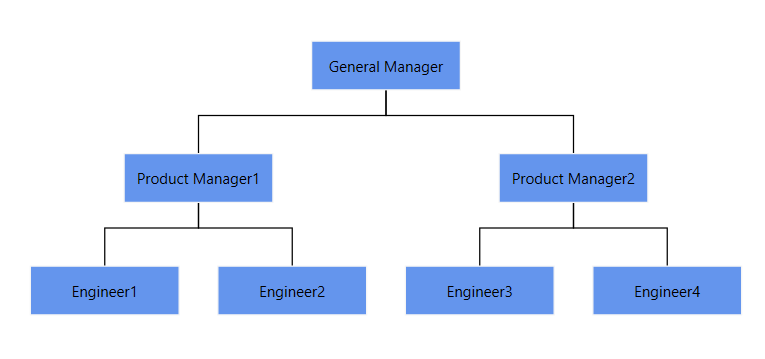 General Manager
Product Manager1
Product Manager2
Engineer1
Engineer2
Engineer3
Engineer4